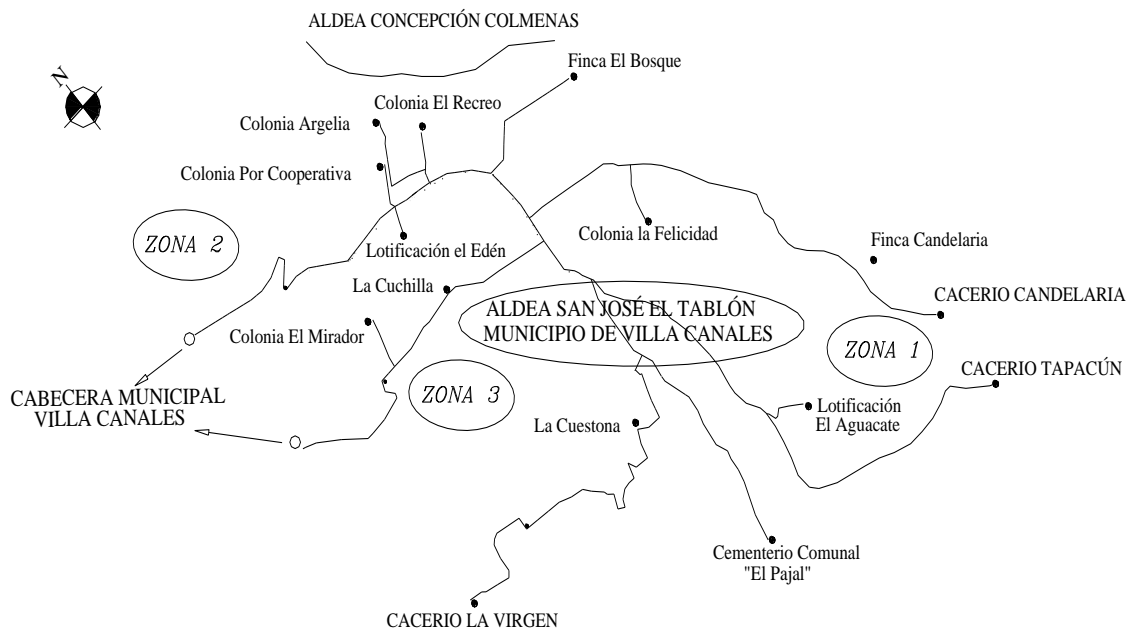 ALDEA CONCEPCIÓN COLMENAS
Finca El Bosque
N
Colonia El Recreo
Colonia Argelia
Colonia Por Cooperativa
ZONA 2
Lotificación el Edén
Colonia la Felicidad
Finca Candelaria
La Cuchilla
CACERIO CANDELARIA
ALDEA SAN JOSÉ EL TABLÓN
MUNICIPIO DE VILLA CANALES
Colonia El Mirador
ZONA 1
CACERIO TAPACÚN
ZONA 3
CABECERA MUNICIPAL
VILLA CANALES
Lotificación
El Aguacate
La Cuestona
Cementerio Comunal
"El Pajal"
CACERIO LA VIRGEN